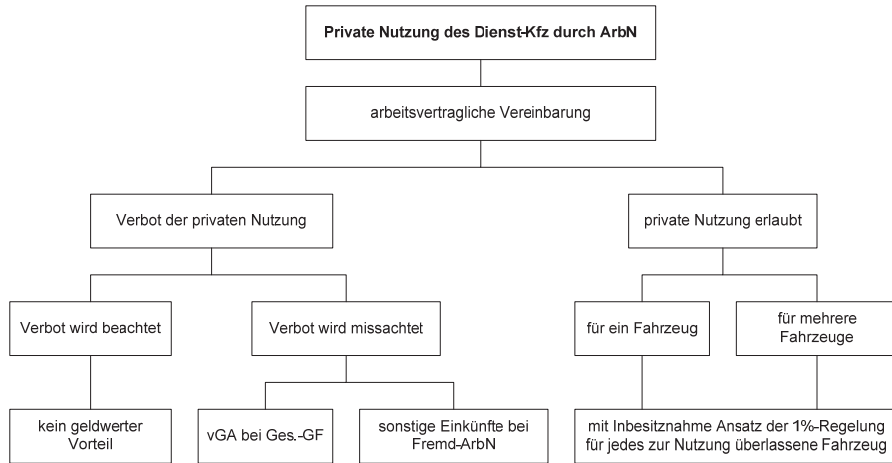 Private Nutzung des Dienst-Kfz durch ArbN
arbeitsvertragliche Vereinbarung
Verbot der privaten Nutzung
private Nutzung erlaubt
Verbot wird beachtet
Verbot wird missachtet
für ein Fahrzeug
für mehrere
Fahrzeuge
kein geldwerter
Vorteil
vGA bei Ges.-GF
sonstige Einkünfte bei
Fremd-ArbN
mit Inbesitznahme Ansatz der 1%-Regelung
für jedes zur Nutzung überlassene Fahrzeug